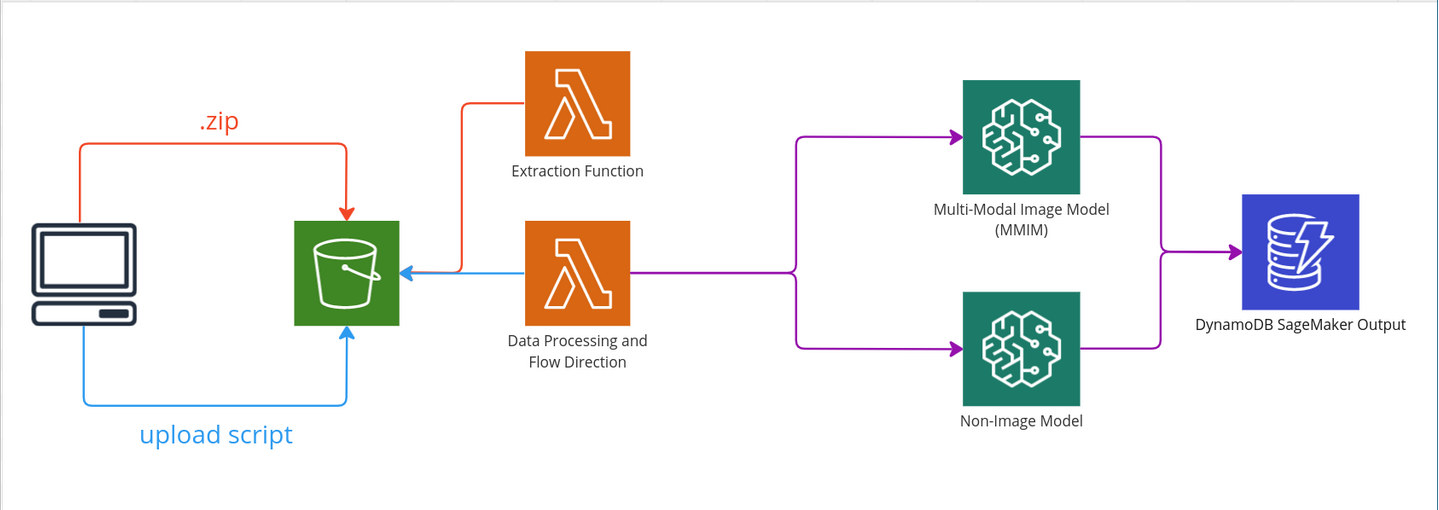 .zip
Extraction Function
Multi-Modal Image Model
(MMIM)
DynamoDB SageMaker Output
Data Processing and
Flow Direction
Non-Image Model
upload script